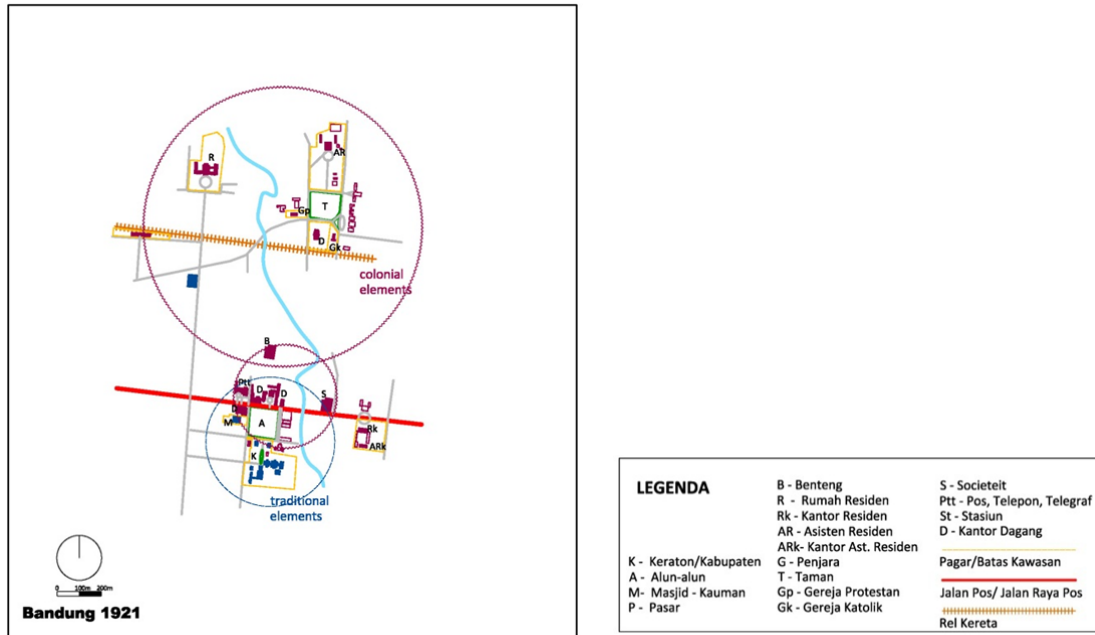 R
AR
T
Gp
D
Gk
colonial
elements
B
Ptt
D
D
S
D
M
A
Rk
ARk
K
traditional
elements
0 100m 200m
Bandung 1921
LEGENDA
K - Keraton/Kabupaten
A - Alun-alun
M- Masjid - Kauman
P - Pasar
B - Benteng
R - Rumah Residen
Rk - Kantor Residen
AR - Asisten Residen
ARk- Kantor Ast. Residen
G - Penjara
T - Taman
Gp - Gereja Protestan
Gk - Gereja Katolik
S - Societeit
Ptt - Pos, Telepon, Telegraf
St - Stasiun
D - Kantor Dagang
Pagar/Batas Kawasan
Jalan Pos/ Jalan Raya Pos
Rel Kereta